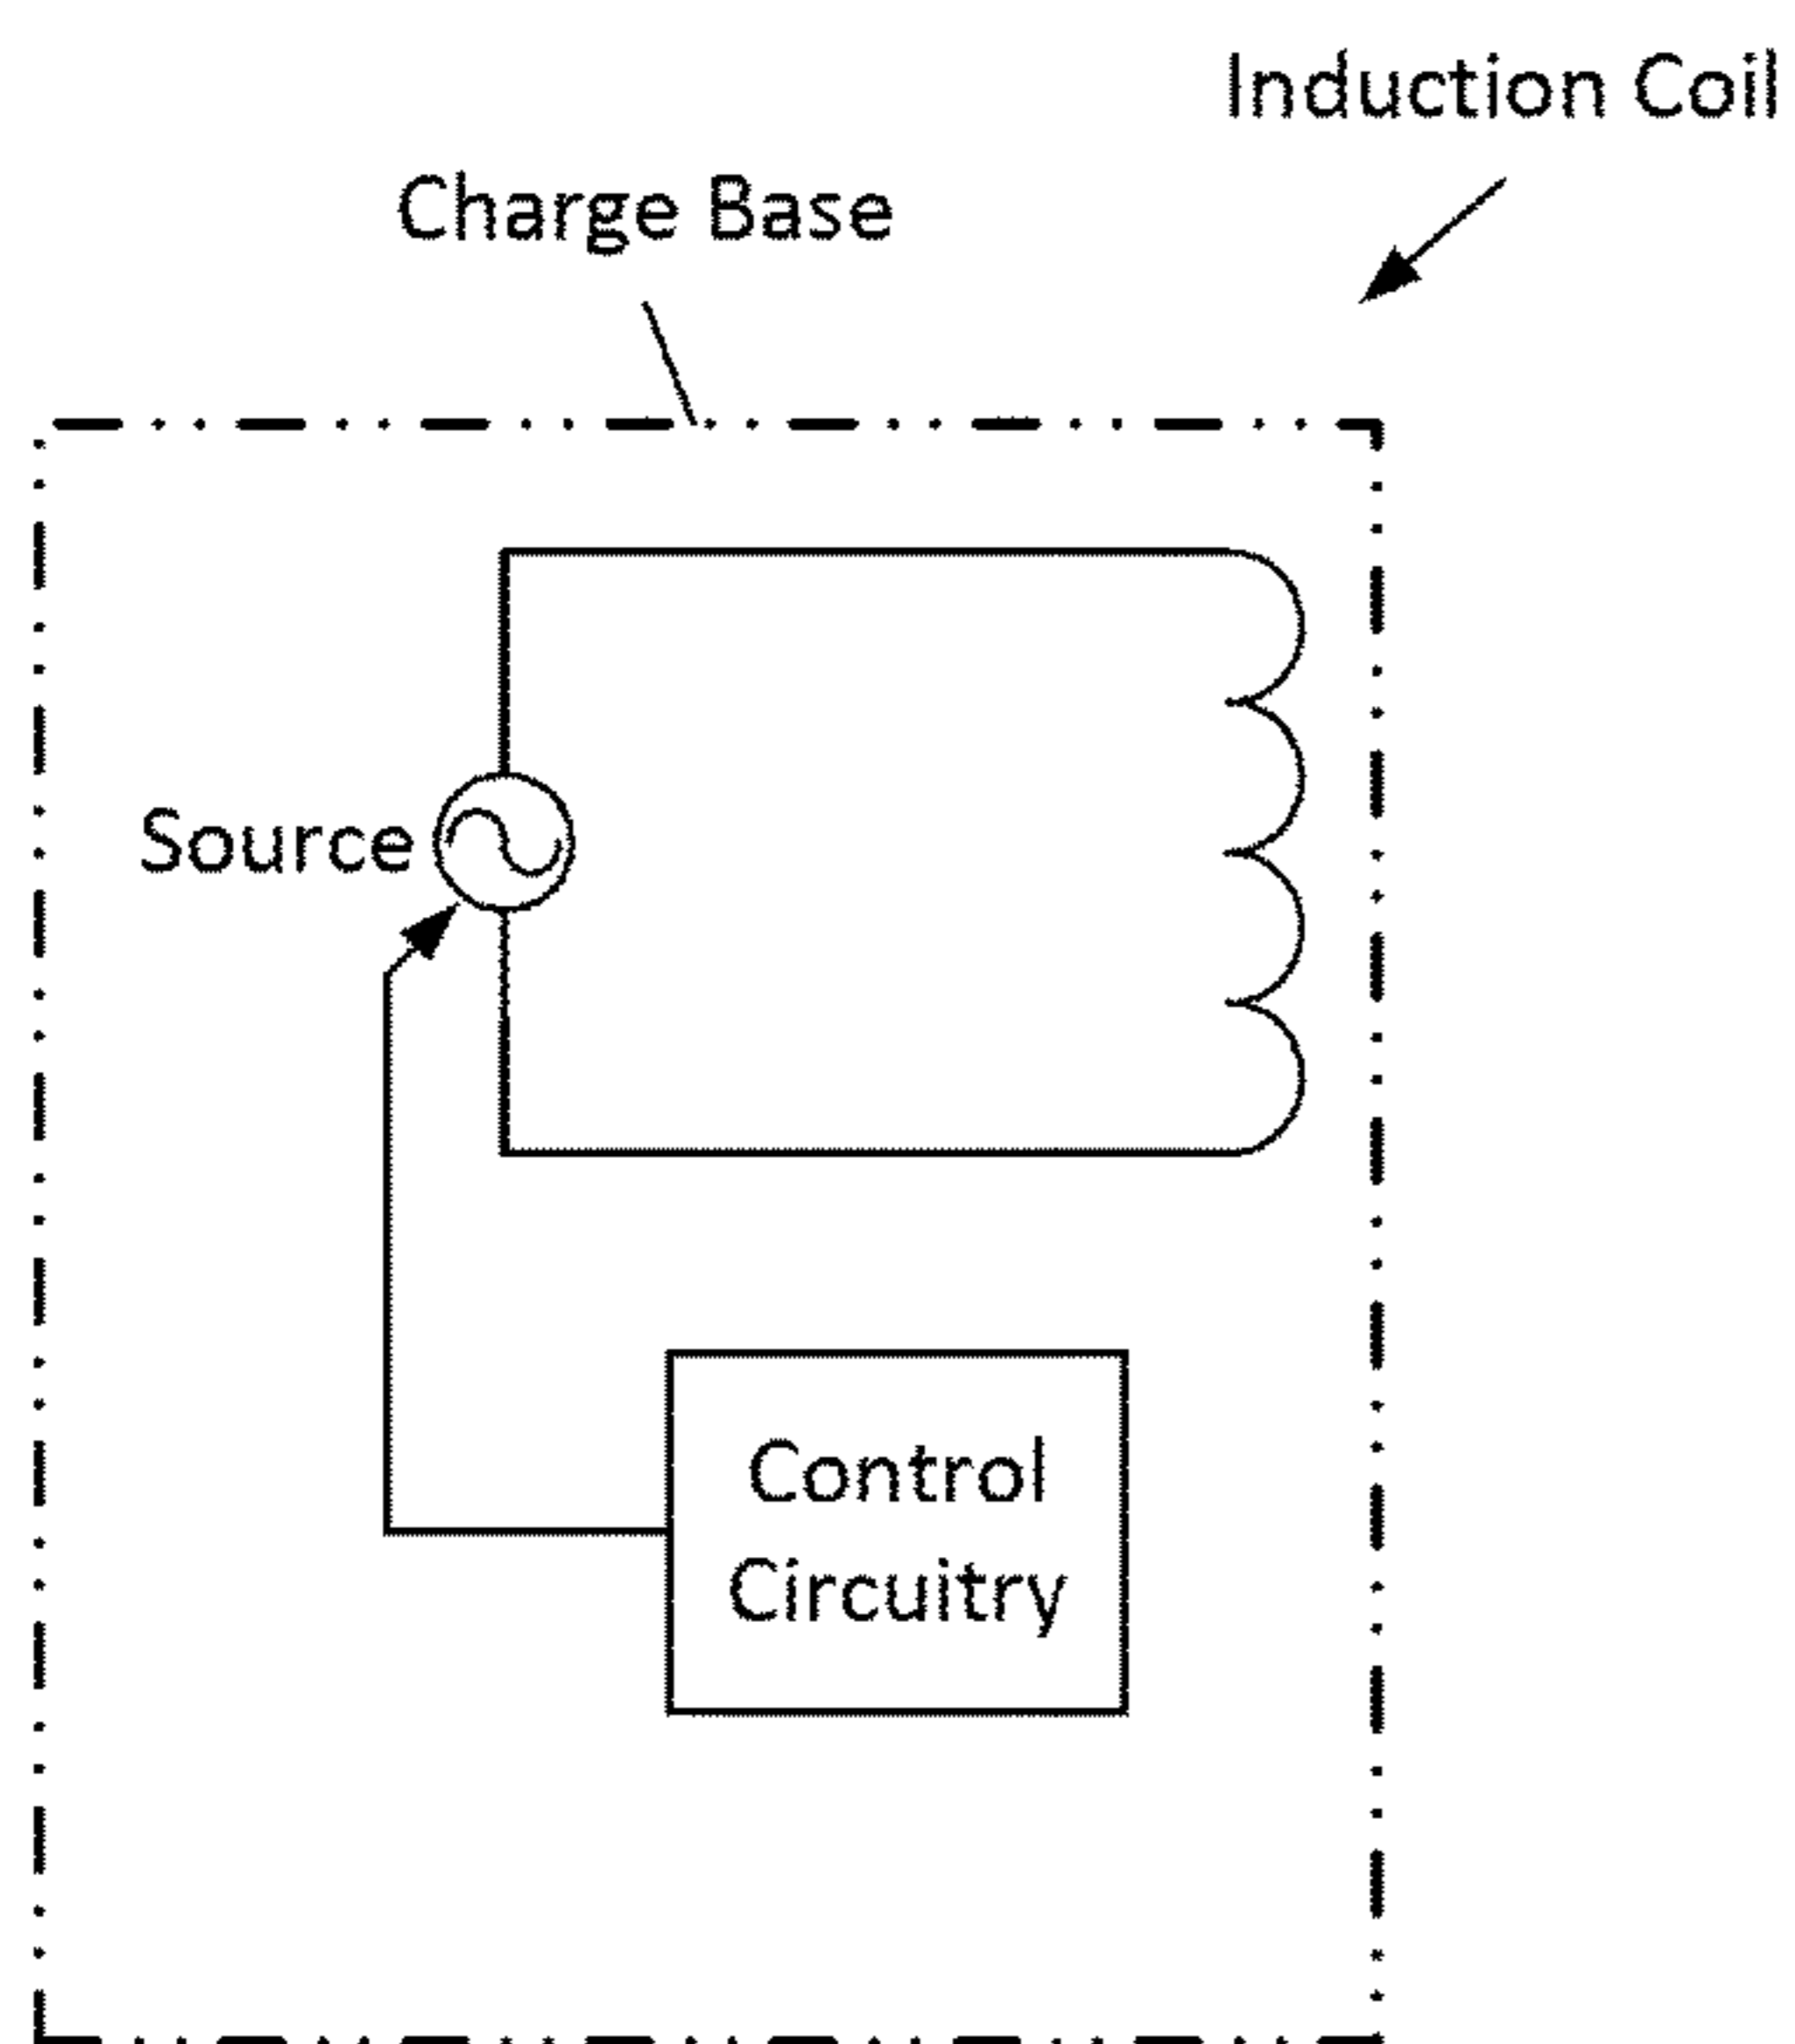 Induction Coil
Charge Base
Source
Control
Circuitry